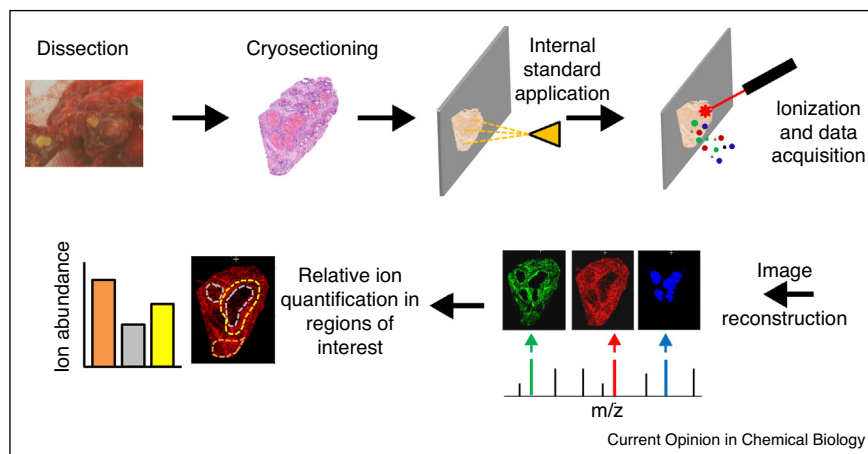 Dissection
Cryosectioning
Internal
standard
application
Ionization
and data
acquisition
Ion abundance
Relative ion
quantification in
regions of
interest
Image
reconstruction
m/z
Current Opinion in Chemical Biology